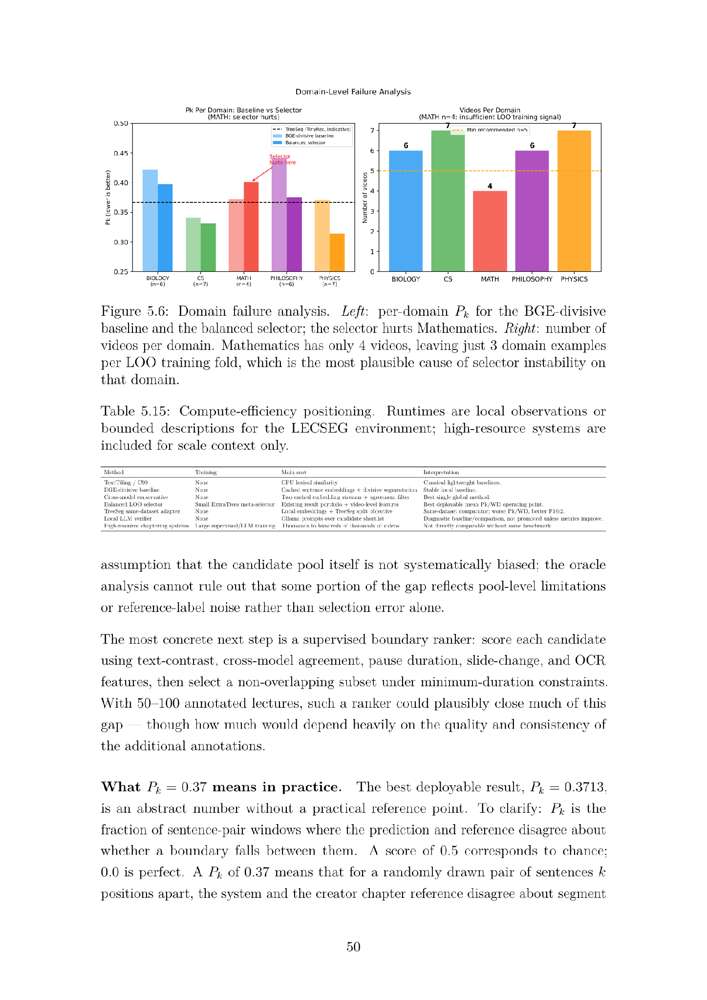 Domain-Level Failure Analysis
Pk Per Domain: Baseline vs Selector
(MATH: selector hurts)
0.50
0.45
0.40
0.35
0.30
0.25
Pk (lower is better)
TreeSeg (TinyRec, indicative)
BGE-divisive baseline
Balanced selector
Selector
hurts here
BIOLOGY
(n=6)
CS
(n=7)
MATH
(n=4)
PHILOSOPHY
(n=6)
PHYSICS
(n=7)
Videos Per Domain
(MATH n=4: insufficient LOO training signal)
7
6
5
4
3
2
1
0
Number of videos
Min recommended n=5
6
7
4
6
7
BIOLOGY
CS
MATH
PHILOSOPHY
PHYSICS
Figure 5.6: Domain failure analysis. Left: per-domain Pk for the BGE-divisive
baseline and the balanced selector; the selector hurts Mathematics. Right: number of
videos per domain. Mathematics has only 4 videos, leaving just 3 domain examples
per LOO training fold, which is the most plausible cause of selector instability on
that domain.
Table 5.15: Compute-efficiency positioning. Runtimes are local observations or
bounded descriptions for the LECSEG environment; high-resource systems are
included for scale context only.
Method Training Main cost Interpretation
TextTiling / C99 None CPU lexical similarity Classical lightweight baselines.
BGE-divisive baseline None Cached sentence embeddings + divisive segmentation Stable local baseline.
Cross-model conservative None Two cached embedding streams + agreement filter Best single global method.
Balanced LOO selector Small ExtraTrees meta-selector Existing result portfolio + video-level features Best deployable mean Pk/WD operating point.
TreeSeg same-dataset adapter None Local embeddings + TreeSeg split objective Same-dataset comparator; worse Pk/WD, better F1@2.
Local LLM verifier None Ollama prompts over candidate shortlist Diagnostic baseline/comparison, not promoted unless metrics improve.
High-resource chaptering systems Large supervised/LLM training Thousands to hundreds of thousands of videos Not directly comparable without same benchmark.
assumption that the candidate pool itself is not systematically biased; the oracle
analysis cannot rule out that some portion of the gap reflects pool-level limitations
or reference-label noise rather than selection error alone.
The most concrete next step is a supervised boundary ranker: score each candidate
using text-contrast, cross-model agreement, pause duration, slide-change, and OCR
features, then select a non-overlapping subset under minimum-duration constraints.
With 50–100 annotated lectures, such a ranker could plausibly close much of this
gap — though how much would depend heavily on the quality and consistency of
the additional annotations.
What Pk = 0.37 means in practice. The best deployable result, Pk = 0.3713,
is an abstract number without a practical reference point. To clarify: Pk is the
fraction of sentence-pair windows where the prediction and reference disagree about
whether a boundary falls between them. A score of 0.5 corresponds to chance;
0.0 is perfect. A Pk of 0.37 means that for a randomly drawn pair of sentences k
positions apart, the system and the creator chapter reference disagree about segment
50